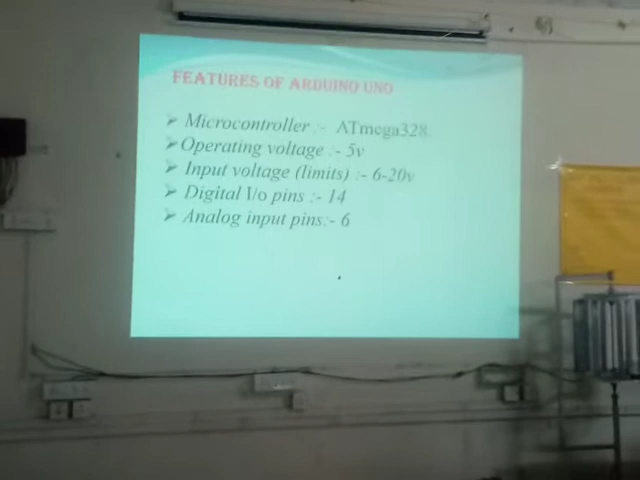 FEATURES OF ARDUINO UNO
➢ Microcontroller :- ATmega328.
➢ Operating voltage :- 5v
➢ Input voltage (limits) :- 6-20v
➢ Digital I/o pins :- 14
➢ Analog input pins:- 6